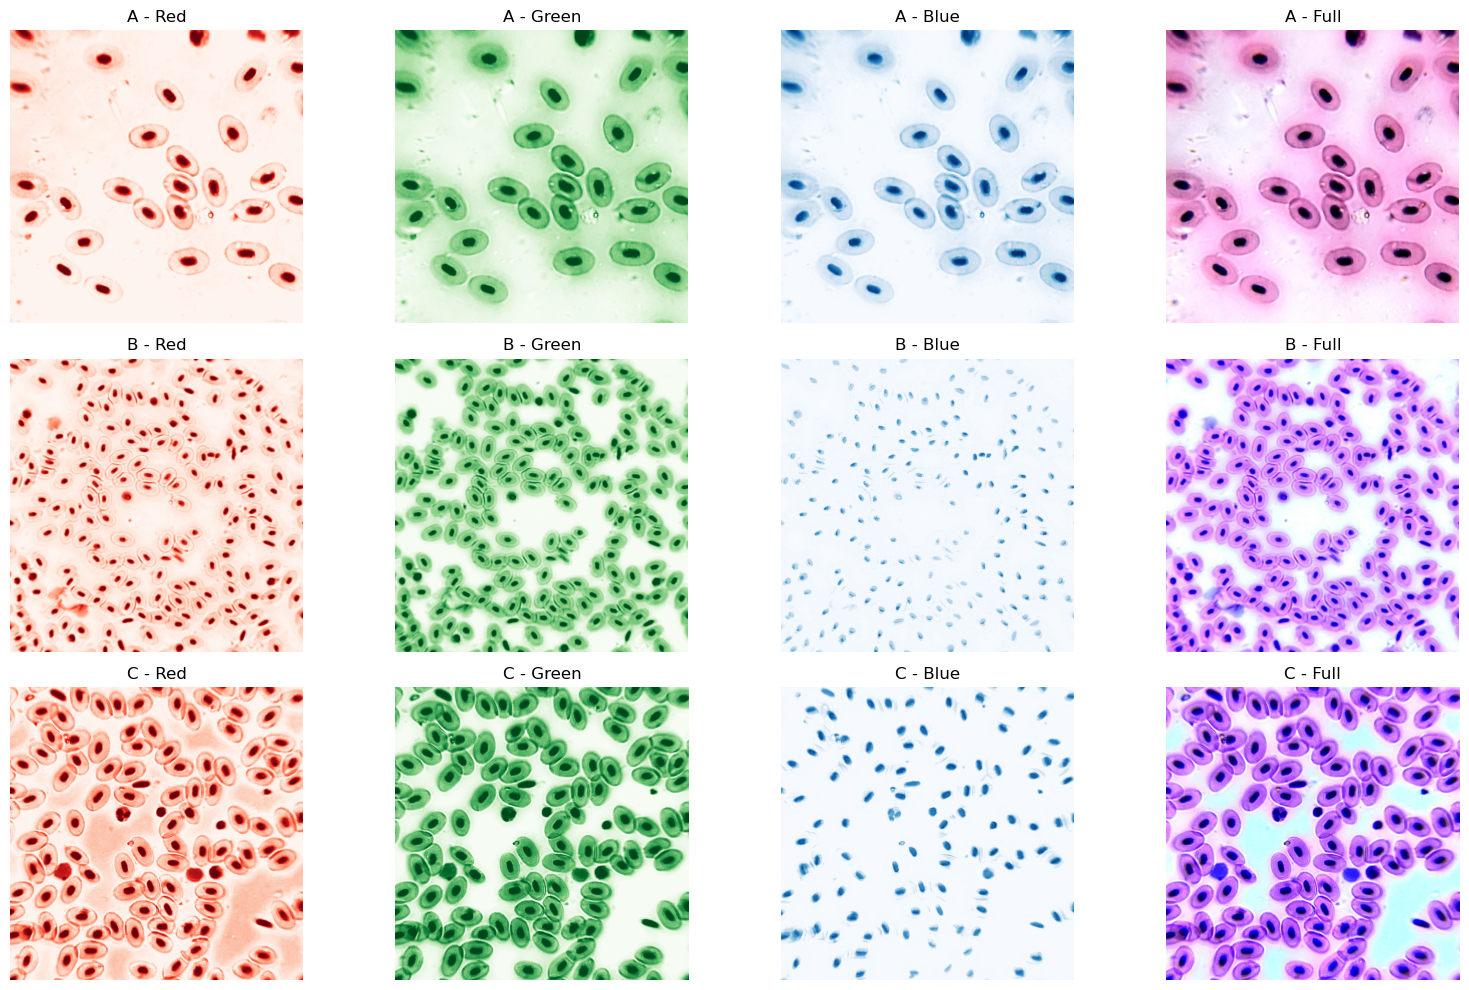 A - Red
A - Green
A - Blue
A - Full
B - Red
B - Green
B - Blue
B - Full
C - Red
C - Green
C - Blue
C - Full